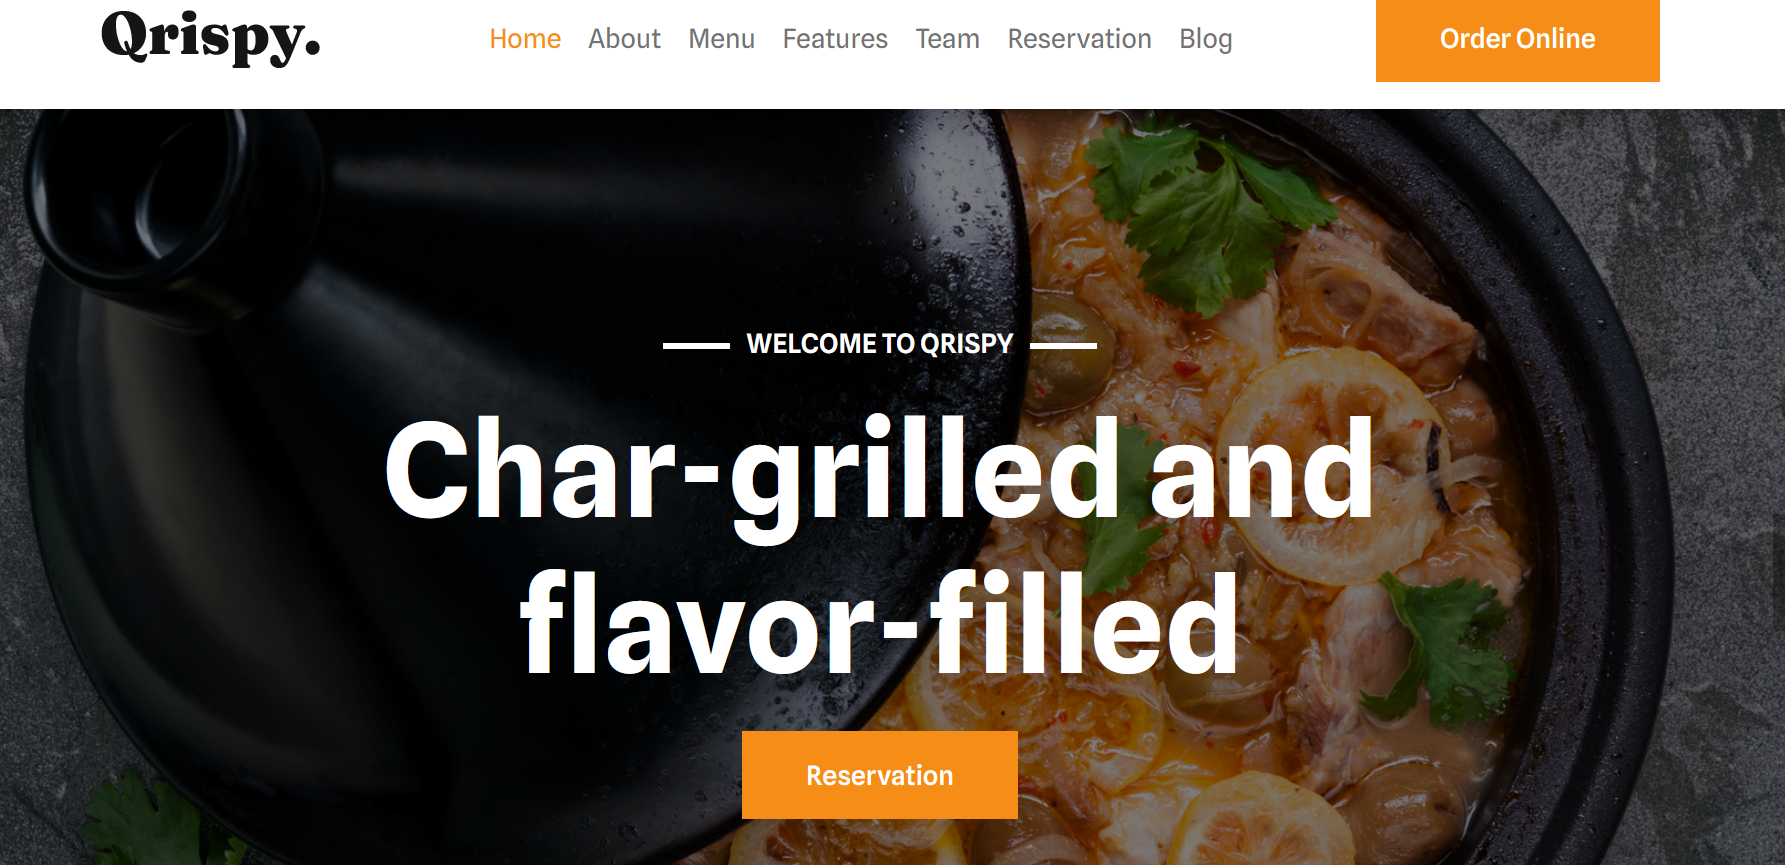 Qrispy.
Home About Menu Features Team Reservation Blog
Order Online
WELCOME TO QRISPY
Char-grilled and
flavor-filled
Reservation